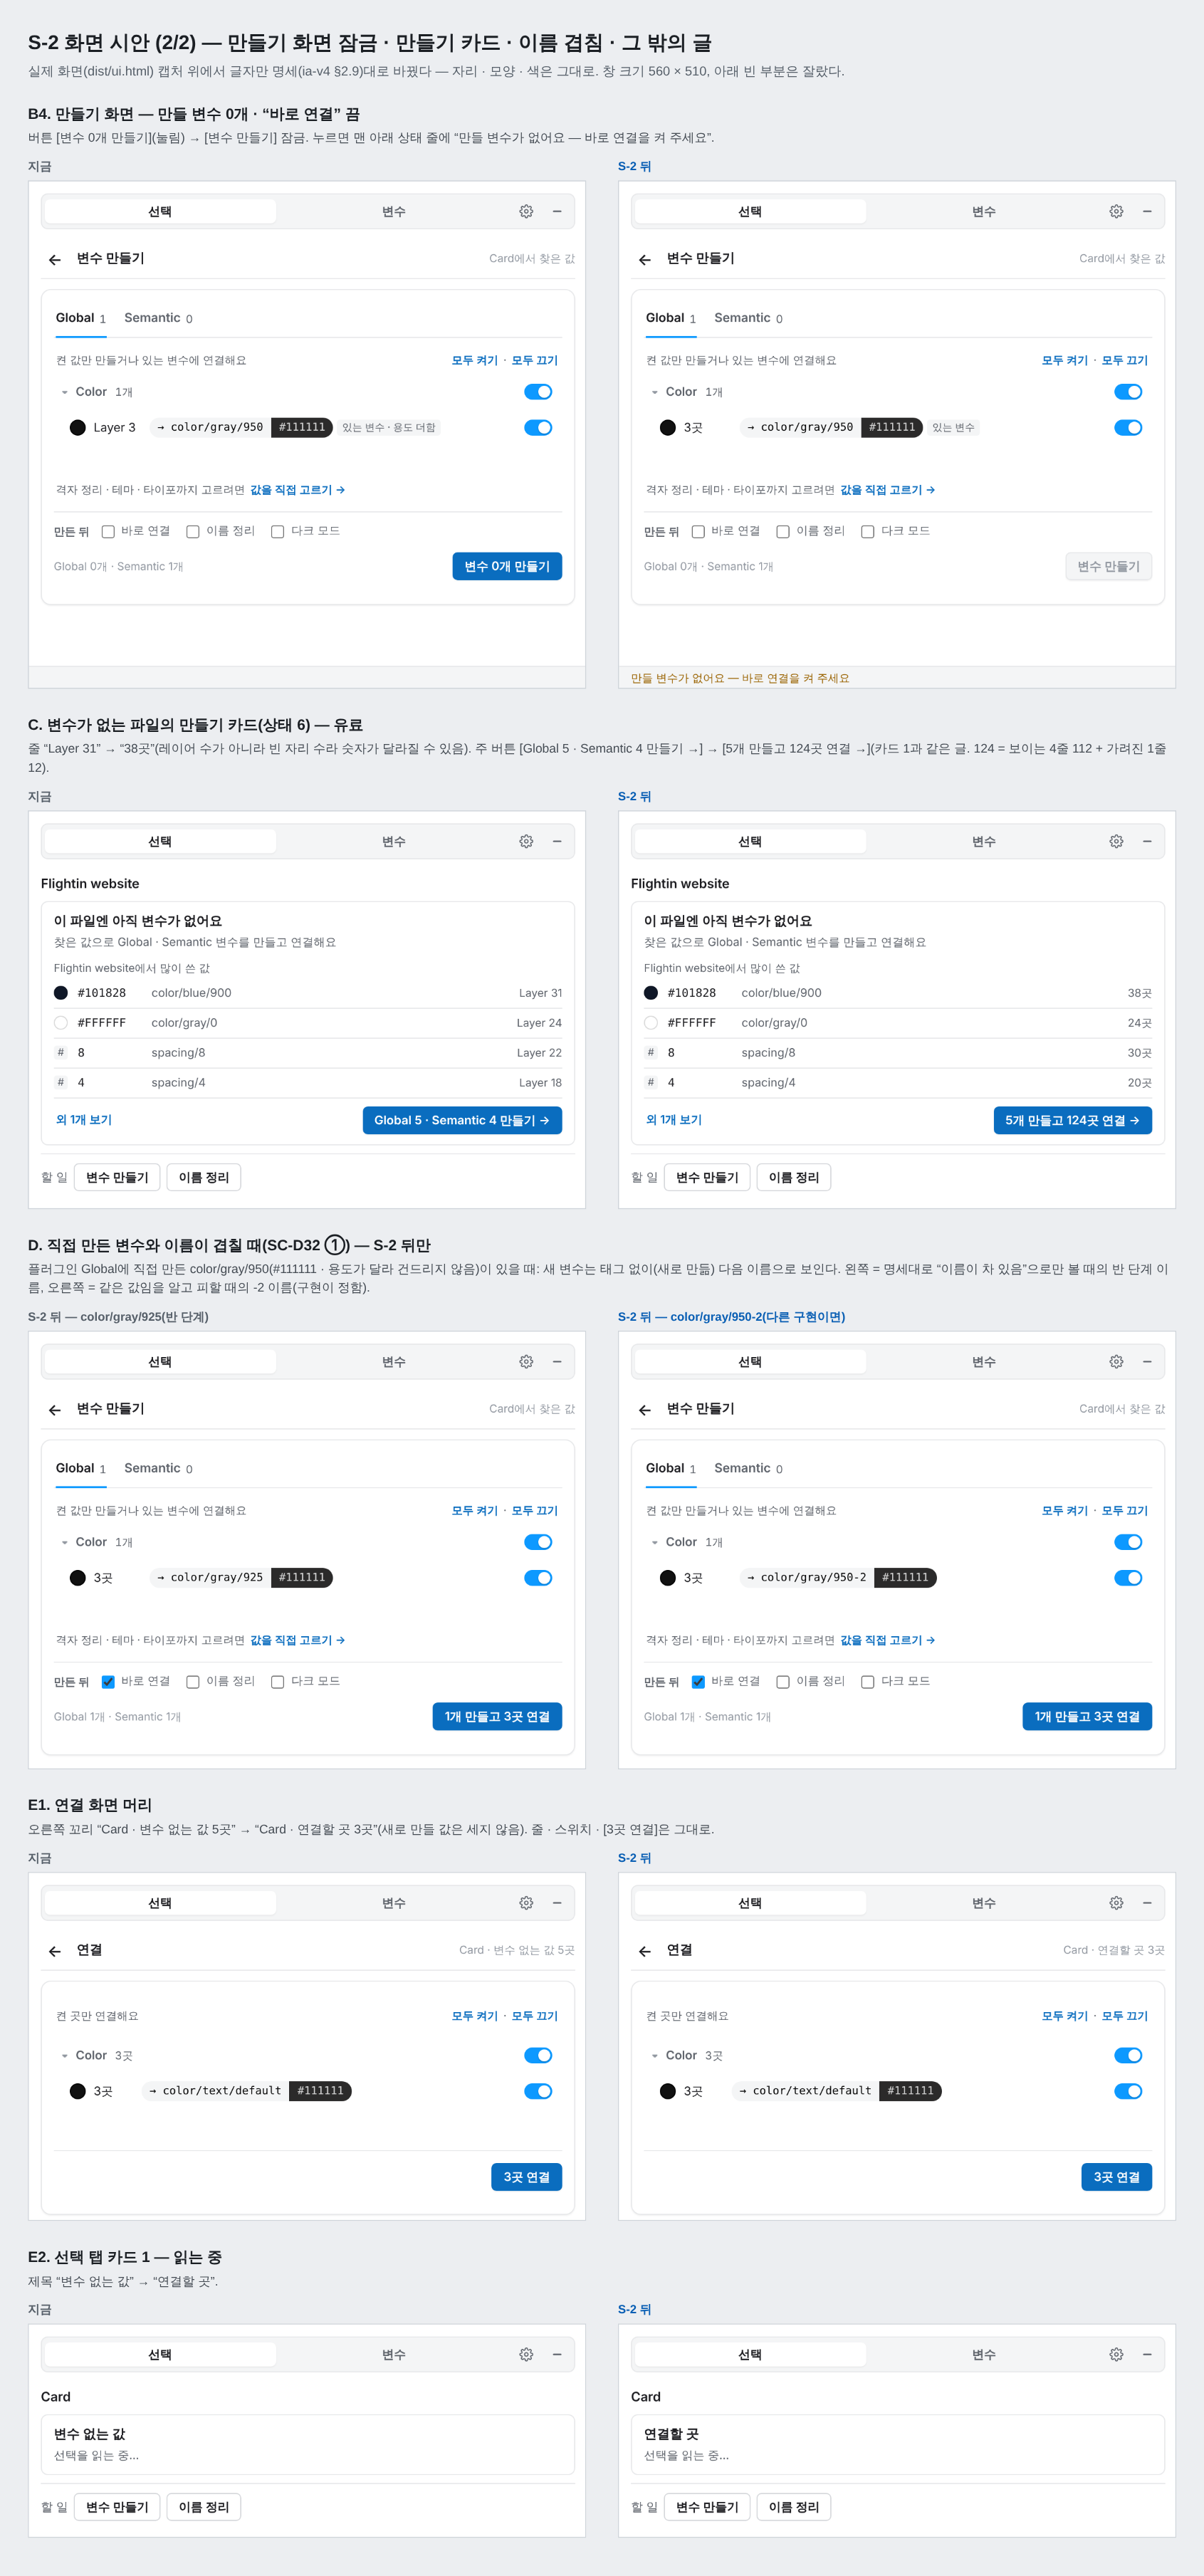 S-2 화면 시안 (2/2) — 만들기 화면 잠금 · 만들기 카드 · 이름 겹침 · 그 밖의 글
실제 화면(dist/ui.html) 캡처 위에서 글자만 명세(ia-v4 §2.9)대로 바꿨다 — 자리 · 모양 · 색은 그대로. 창 크기 560 × 510, 아래 빈 부분은 잘랐다.
B4. 만들기 화면 — 만들 변수 0개 · “바로 연결” 끔
버튼 [변수 0개 만들기](눌림) → [변수 만들기] 잠금. 누르면 맨 아래 상태 줄에 “만들 변수가 없어요 — 바로 연결을 켜 주세요”.
지금
선택 변수
← 변수 만들기 Card에서 찾은 값
Global 1 Semantic 0
켠 값만 만들거나 있는 변수에 연결해요 모두 켜기 · 모두 끄기
Color 1개
Layer 3 → color/gray/950 #111111 있는 변수 · 용도 더함
격자 정리 · 테마 · 타이포까지 고르려면 값을 직접 고르기 →
만든 뒤 바로 연결 이름 정리 다크 모드
Global 0개 · Semantic 1개 변수 0개 만들기
S-2 뒤
선택 변수
← 변수 만들기 Card에서 찾은 값
Global 1 Semantic 0
켠 값만 만들거나 있는 변수에 연결해요 모두 켜기 · 모두 끄기
Color 1개
3곳 → color/gray/950 #111111 있는 변수
격자 정리 · 테마 · 타이포까지 고르려면 값을 직접 고르기 →
만든 뒤 바로 연결 이름 정리 다크 모드
Global 0개 · Semantic 1개 변수 만들기
만들 변수가 없어요 — 바로 연결을 켜 주세요
C. 변수가 없는 파일의 만들기 카드(상태 6) — 유료
줄 “Layer 31” → “38곳”(레이어 수가 아니라 빈 자리 수라 숫자가 달라질 수 있음). 주 버튼 [Global 5 · Semantic 4 만들기 →] → [5개 만들고 124곳 연결 →](카드 1과 같은 글. 124 = 보이는 4줄 112 + 가려진 1줄
12).
지금
선택 변수
Flightin website
이 파일엔 아직 변수가 없어요
찾은 값으로 Global · Semantic 변수를 만들고 연결해요
Flightin website에서 많이 쓴 값
#101828 color/blue/900 Layer 31
#FFFFFF color/gray/0 Layer 24
# 8 spacing/8 Layer 22
# 4 spacing/4 Layer 18
외 1개 보기 Global 5 · Semantic 4 만들기 →
할 일 변수 만들기 이름 정리
S-2 뒤
선택 변수
Flightin website
이 파일엔 아직 변수가 없어요
찾은 값으로 Global · Semantic 변수를 만들고 연결해요
Flightin website에서 많이 쓴 값
#101828 color/blue/900 38곳
#FFFFFF color/gray/0 24곳
# 8 spacing/8 30곳
# 4 spacing/4 20곳
외 1개 보기 5개 만들고 124곳 연결 →
할 일 변수 만들기 이름 정리
D. 직접 만든 변수와 이름이 겹칠 때(SC-D32 ①) — S-2 뒤만
플러그인 Global에 직접 만든 color/gray/950(#111111 · 용도가 달라 건드리지 않음)이 있을 때: 새 변수는 태그 없이(새로 만듦) 다음 이름으로 보인다. 왼쪽 = 명세대로 “이름이 차 있음”으로만 볼 때의 반 단계 이
름, 오른쪽 = 같은 값임을 알고 피할 때의 -2 이름(구현이 정함).
S-2 뒤 — color/gray/925(반 단계)
선택 변수
← 변수 만들기 Card에서 찾은 값
Global 1 Semantic 0
켠 값만 만들거나 있는 변수에 연결해요 모두 켜기 · 모두 끄기
Color 1개
3곳 → color/gray/925 #111111
격자 정리 · 테마 · 타이포까지 고르려면 값을 직접 고르기 →
만든 뒤 바로 연결 이름 정리 다크 모드
Global 1개 · Semantic 1개 1개 만들고 3곳 연결
S-2 뒤 — color/gray/950-2(다른 구현이면)
선택 변수
← 변수 만들기 Card에서 찾은 값
Global 1 Semantic 0
켠 값만 만들거나 있는 변수에 연결해요 모두 켜기 · 모두 끄기
Color 1개
3곳 → color/gray/950-2 #111111
격자 정리 · 테마 · 타이포까지 고르려면 값을 직접 고르기 →
만든 뒤 바로 연결 이름 정리 다크 모드
Global 1개 · Semantic 1개 1개 만들고 3곳 연결
E1. 연결 화면 머리
오른쪽 꼬리 “Card · 변수 없는 값 5곳” → “Card · 연결할 곳 3곳”(새로 만들 값은 세지 않음). 줄 · 스위치 · [3곳 연결]은 그대로.
지금
선택 변수
← 연결 Card · 변수 없는 값 5곳
켠 곳만 연결해요 모두 켜기 · 모두 끄기
Color 3곳
3곳 → color/text/default #111111
3곳 연결
S-2 뒤
선택 변수
← 연결 Card · 연결할 곳 3곳
켠 곳만 연결해요 모두 켜기 · 모두 끄기
Color 3곳
3곳 → color/text/default #111111
3곳 연결
E2. 선택 탭 카드 1 — 읽는 중
제목 “변수 없는 값” → “연결할 곳”.
지금
선택 변수
Card
변수 없는 값
선택을 읽는 중…
할 일 변수 만들기 이름 정리
S-2 뒤
선택 변수
Card
연결할 곳
선택을 읽는 중…
할 일 변수 만들기 이름 정리